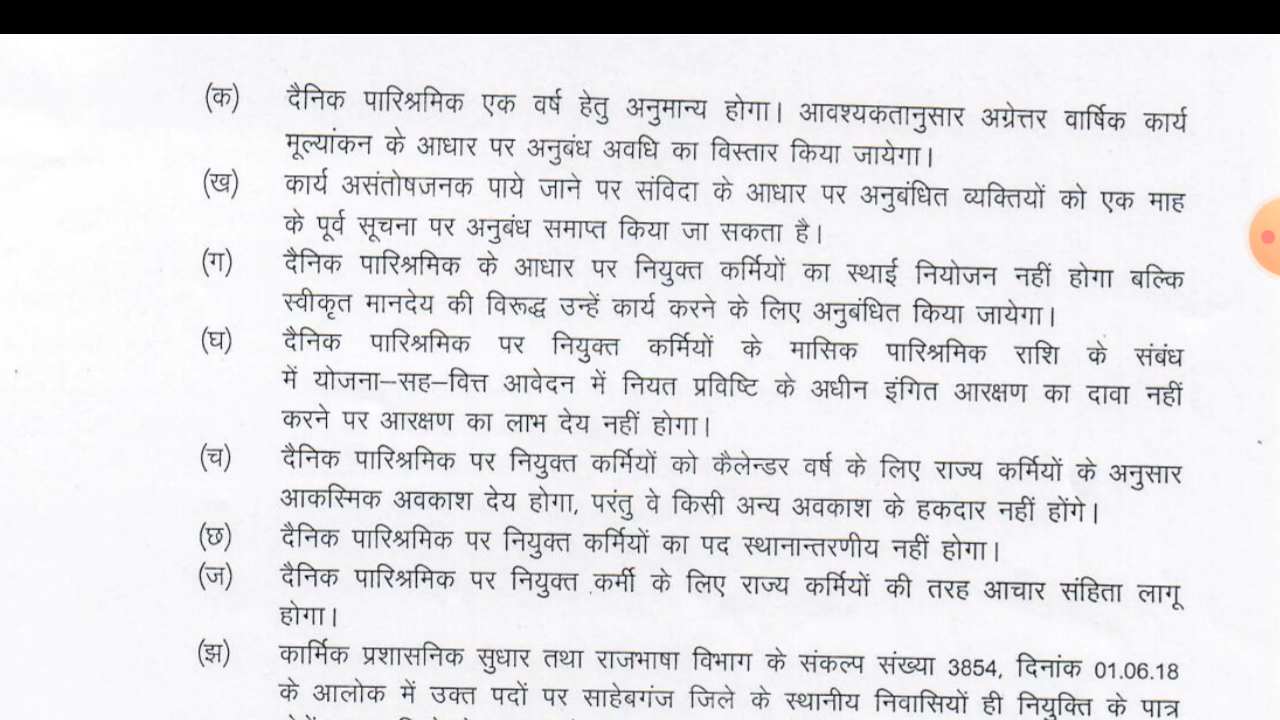 (क) दैनिक पारिश्रमिक एक वर्ष हेतु अनुमान्य होगा। आवश्यकतानुसार अग्रेत्तर वार्षिक कार्य
मूल्यांकन के आधार पर अनुबंध अवधि का विस्तार किया जायेगा।
(ख) कार्य असंतोषजनक पाये जाने पर संविदा के आधार पर अनुबंधित व्यक्तियों को एक माह
के पूर्व सूचना पर अनुबंध समाप्त किया जा सकता है।
(ग) दैनिक पारिश्रमिक के आधार पर नियुक्त कर्मियों का स्थाई नियोजन नहीं होगा बल्कि
स्वीकृत मानदेय की विरूद्ध उन्हें कार्य करने के लिए अनुबंधित किया जायेगा।
(घ) दैनिक पारिश्रमिक पर नियुक्त कर्मियों के मासिक पारिश्रमिक राशि के संबंध
में योजना–सह–वित्त आवेदन में नियत प्रविष्टि के अधीन इंगित आरक्षण का दावा नहीं
करने पर आरक्षण का लाभ देय नहीं होगा।
(च) दैनिक पारिश्रमिक पर नियुक्त कर्मियों को कैलेन्डर वर्ष के लिए राज्य कर्मियों के अनुसार
आकस्मिक अवकाश देय होगा, परंतु वे किसी अन्य अवकाश के हकदार नहीं होंगे।
(छ) दैनिक पारिश्रमिक पर नियुक्त कर्मियों का पद स्थानान्तरणीय नहीं होगा।
(ज) दैनिक पारिश्रमिक पर नियुक्त कर्मी के लिए राज्य कर्मियों की तरह आचार संहिता लागू
होगा।
(झ) कार्मिक प्रशासनिक सुधार तथा राजभाषा विभाग के संकल्प संख्या 3854, दिनांक 01.06.18
के आलोक में उक्त पदों पर साहेबगंज जिले के स्थानीय निवासियों ही नियुक्ति के पात्र